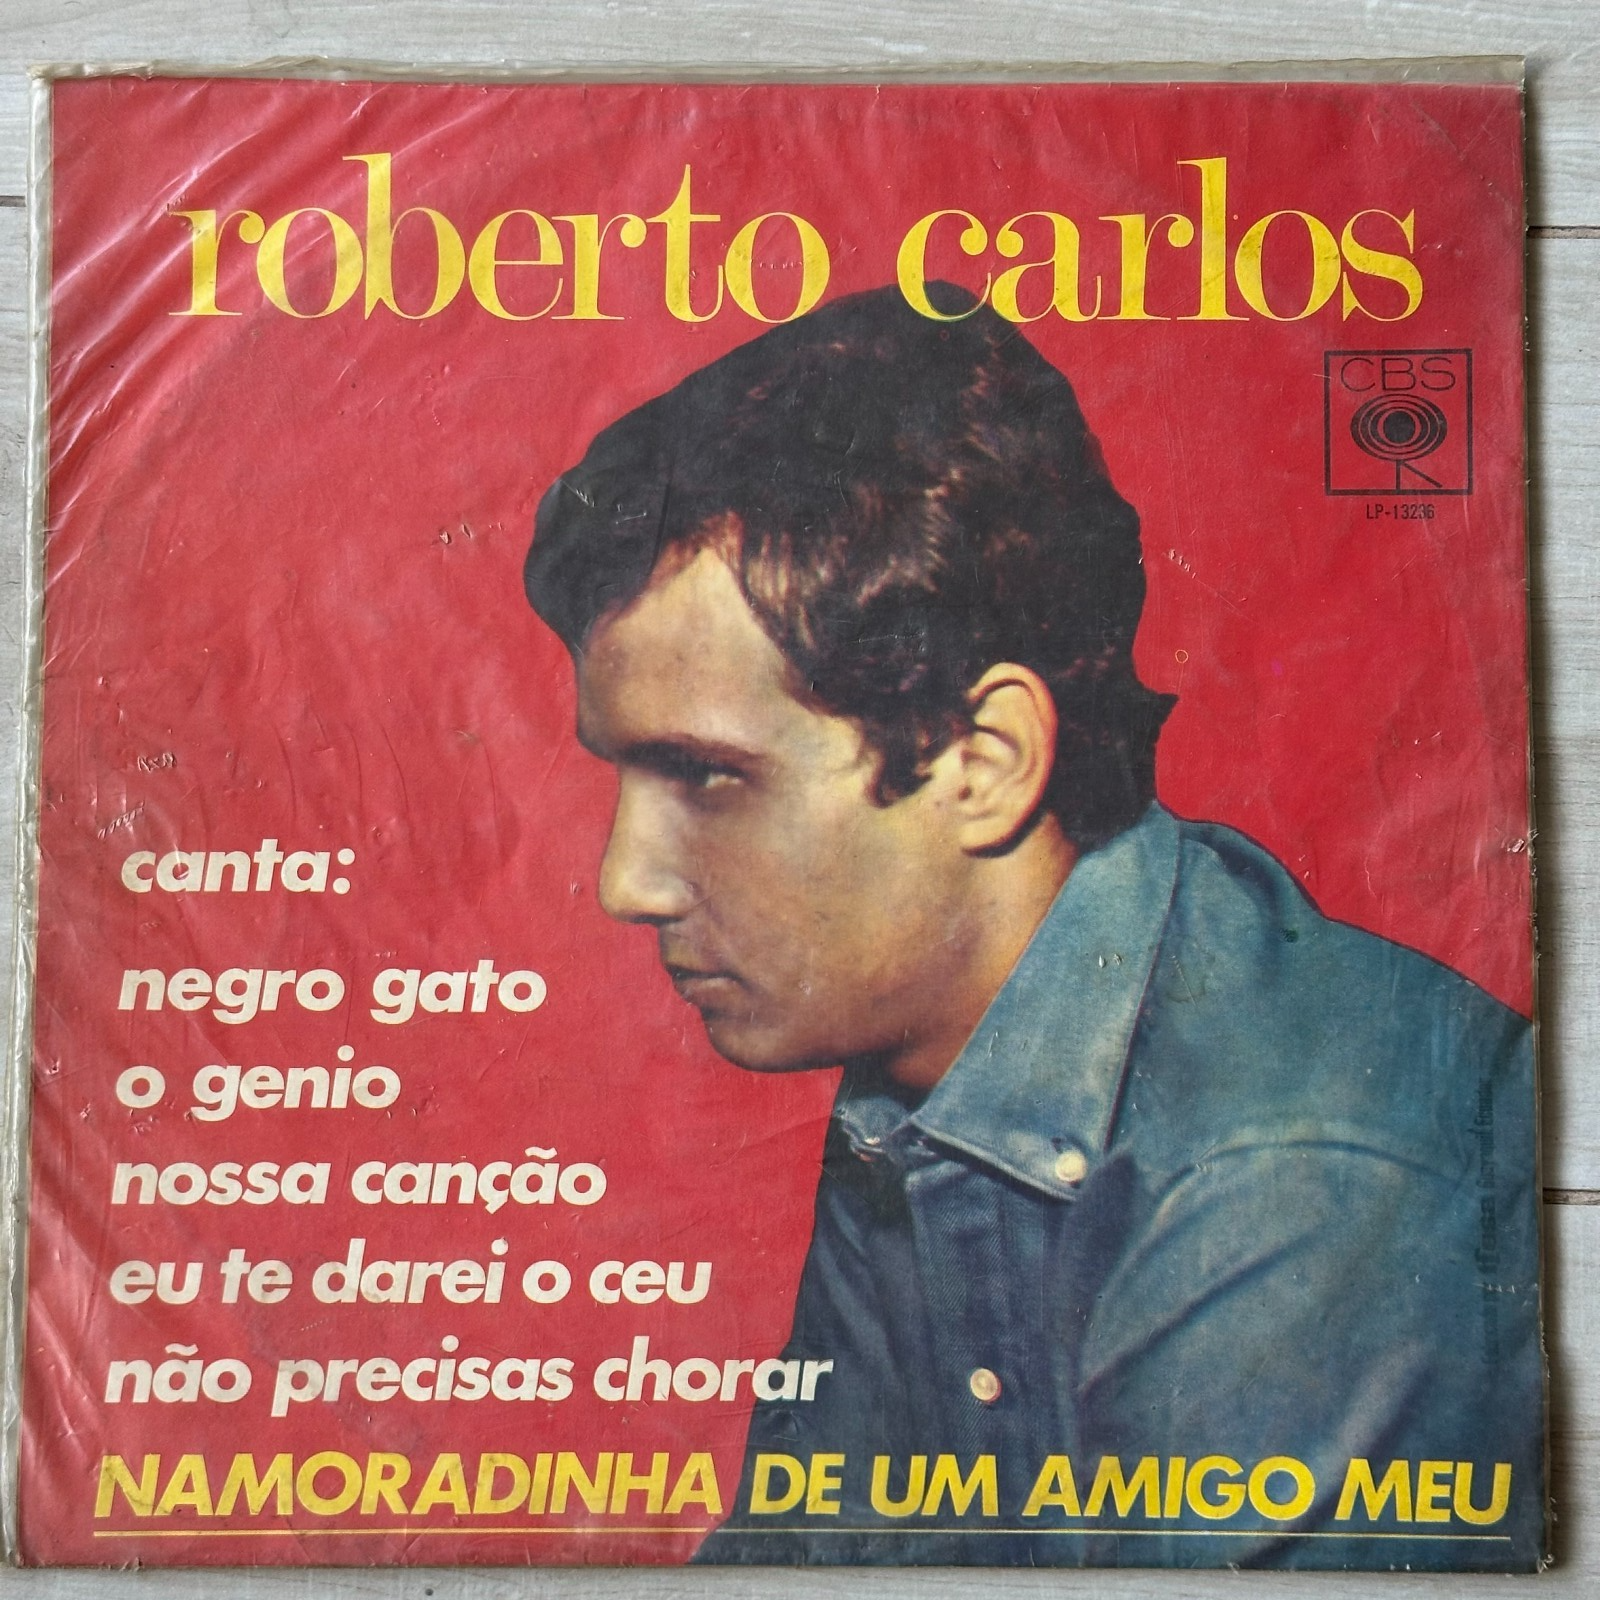 roberto carlos
CBS
LP-13236
canta:
negro gato
o genio
nossa canção
eu te darei o ceu
não precisas chorar
NAMORADINHA DE UM AMIGO MEU